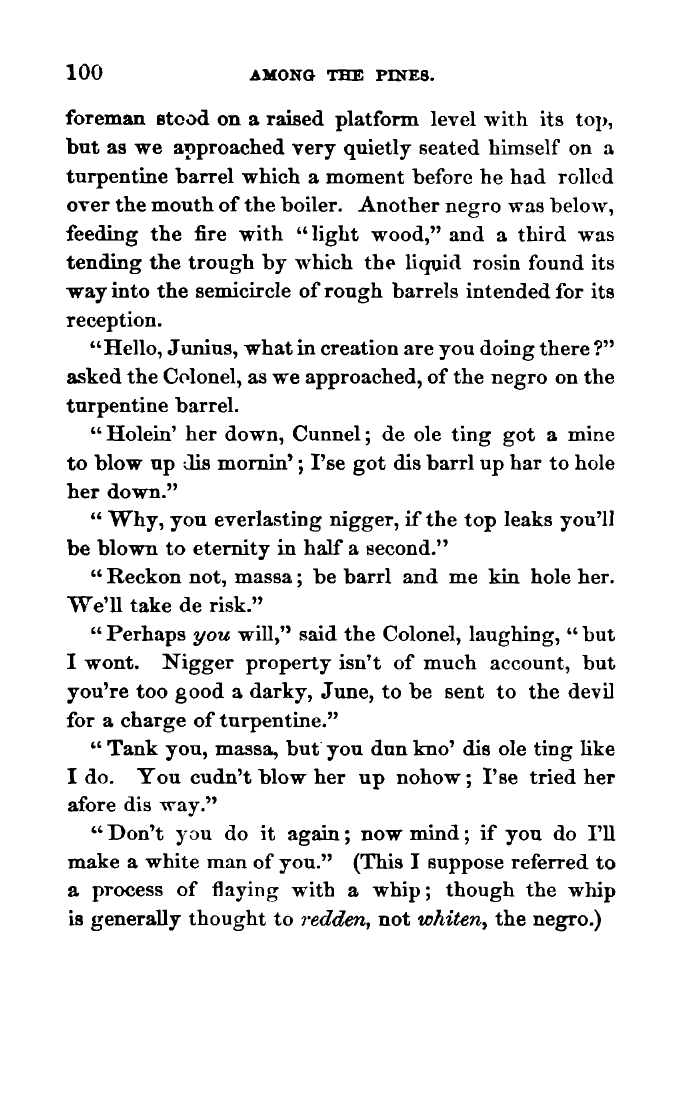 100 AMONG THE PINES.
foreman stood on a raised platform level with its top,
but as we approached very quietly seated himself on a
turpentine barrel which a moment before he had rolled
over the mouth of the boiler. Another negro was below,
feeding the fire with “light wood,” and a third was
tending the trough by which the liquid rosin found its
way into the semicircle of rough barrels intended for its
reception.
“Hello, Junius, what in creation are you doing there?”
asked the Colonel, as we approached, of the negro on the
turpentine barrel.
“Holein’ her down, Cunnel; de ole ting got a mine
to blow up dis mornin’; I’se got dis barrl up har to hole
her down.”
“Why, you everlasting nigger, if the top leaks you’ll
be blown to eternity in half a second.”
“Reckon not, massa; be barrl and me kin hole her.
We’ll take de risk.”
“Perhaps you will,” said the Colonel, laughing, “but
I wont. Nigger property isn’t of much account, but
you’re too good a darky, June, to be sent to the devil
for a charge of turpentine.”
“Tank you, massa, but you dun kno’ dis ole ting like
I do. You cudn’t blow her up nohow; I’se tried her
afore dis way.”
“Don’t you do it again; now mind; if you do I’ll
make a white man of you.” (This I suppose referred to
a process of flaying with a whip; though the whip
is generally thought to redden, not whiten, the negro.)